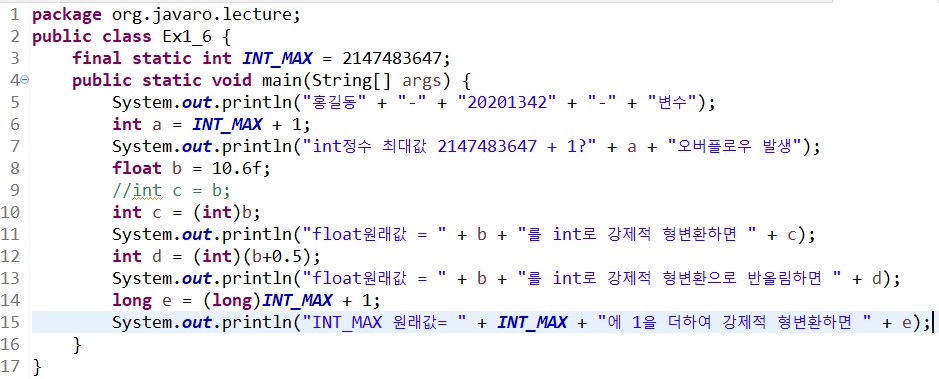 1 package org.javaro.lecture;
2 public class Ex1_6 {
3     final static int INT_MAX = 2147483647;
4     public static void main(String[] args) {
5         System.out.println("홍길동" + "-" + "20201342" + "-" + "변수");
6         int a = INT_MAX + 1;
7         System.out.println("int정수 최대값 2147483647 + 1?" + a + "오버플로우 발생");
8         float b = 10.6f;
9         //int c = b;
10         int c = (int)b;
11         System.out.println("float원래값 = " + b + "를 int로 강제적 형변환하면 " + c);
12         int d = (int)(b+0.5);
13         System.out.println("float원래값 = " + b + "를 int로 강제적 형변환으로 반올림하면 " + d);
14         long e = (long)INT_MAX + 1;
15         System.out.println("INT_MAX 원래값= " + INT_MAX + "에 1을 더하여 강제적 형변환하면 " + e);
16     }
17 }